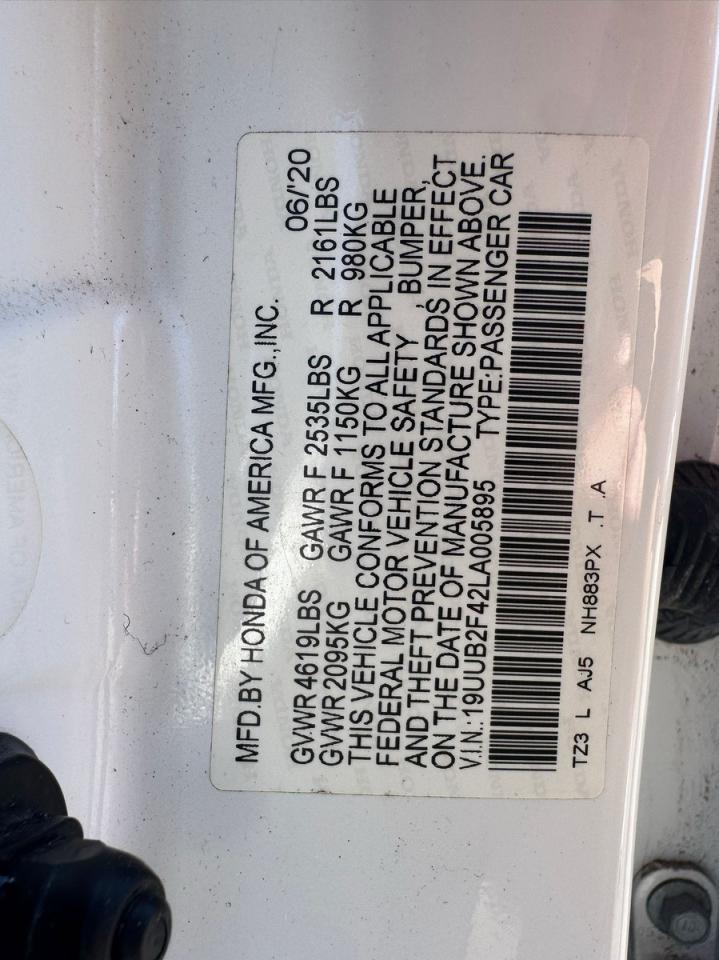 MFD.BY HONDA OF AMERICA MFG.,INC.
06/'20
GVWR 4619LBS GAWR F 2535LBS R 2161LBS
GVWR 2095KG GAWR F 1150KG R 980KG
THIS VEHICLE CONFORMS TO ALL APPLICABLE
FEDERAL MOTOR VEHICLE SAFETY , BUMPER,
AND THEFT PREVENTION STANDARDS IN EFFECT
ON THE DATE OF MANUFACTURE SHOWN ABOVE.
V.I.N.:19UUB2F42LA005895 TYPE:PASSENGER CAR
TZ3 L AJ5 NH883PX .T .A